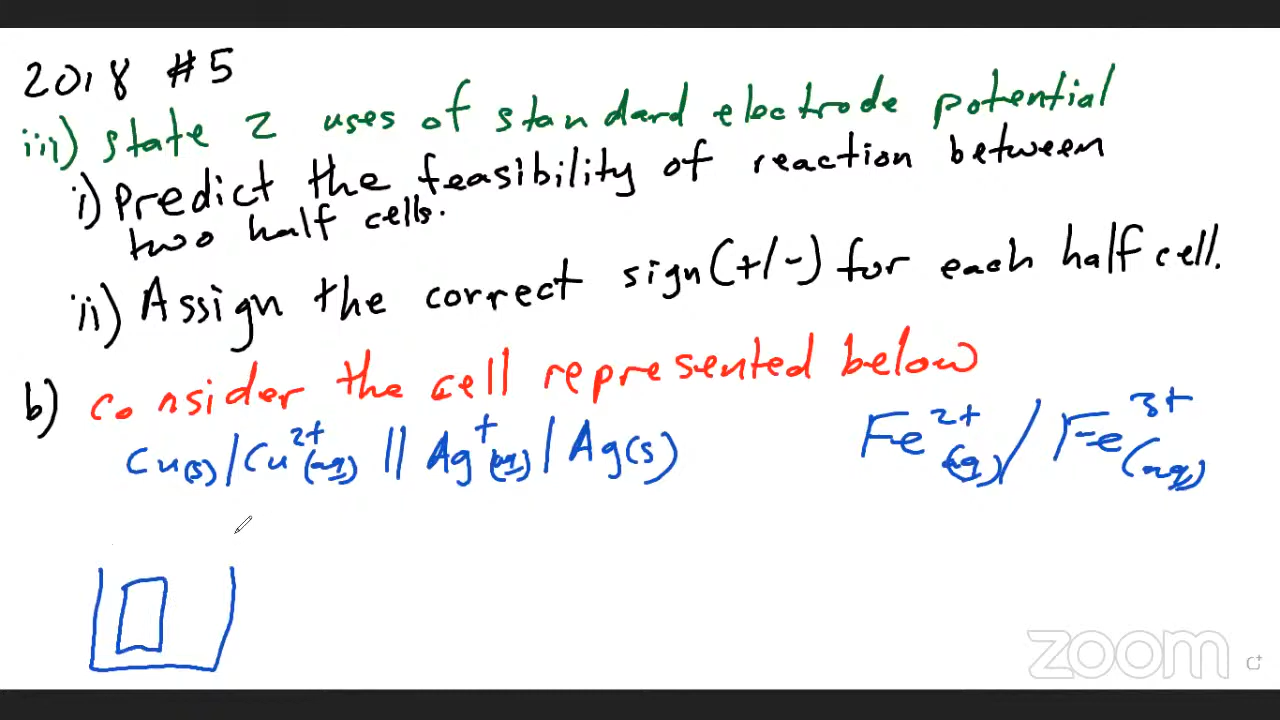 2018 #5
iii) state 2 uses of standard electrode potential
i) Predict the feasibility of reaction between
two half cells.
ii) Assign the correct sign (+/-) for each half cell.
b) consider the cell represented below
Cu(s)/Cu²⁺(aq) // Ag⁺(aq)/Ag(s) Fe²⁺(aq)/Fe³⁺(aq)
zoom